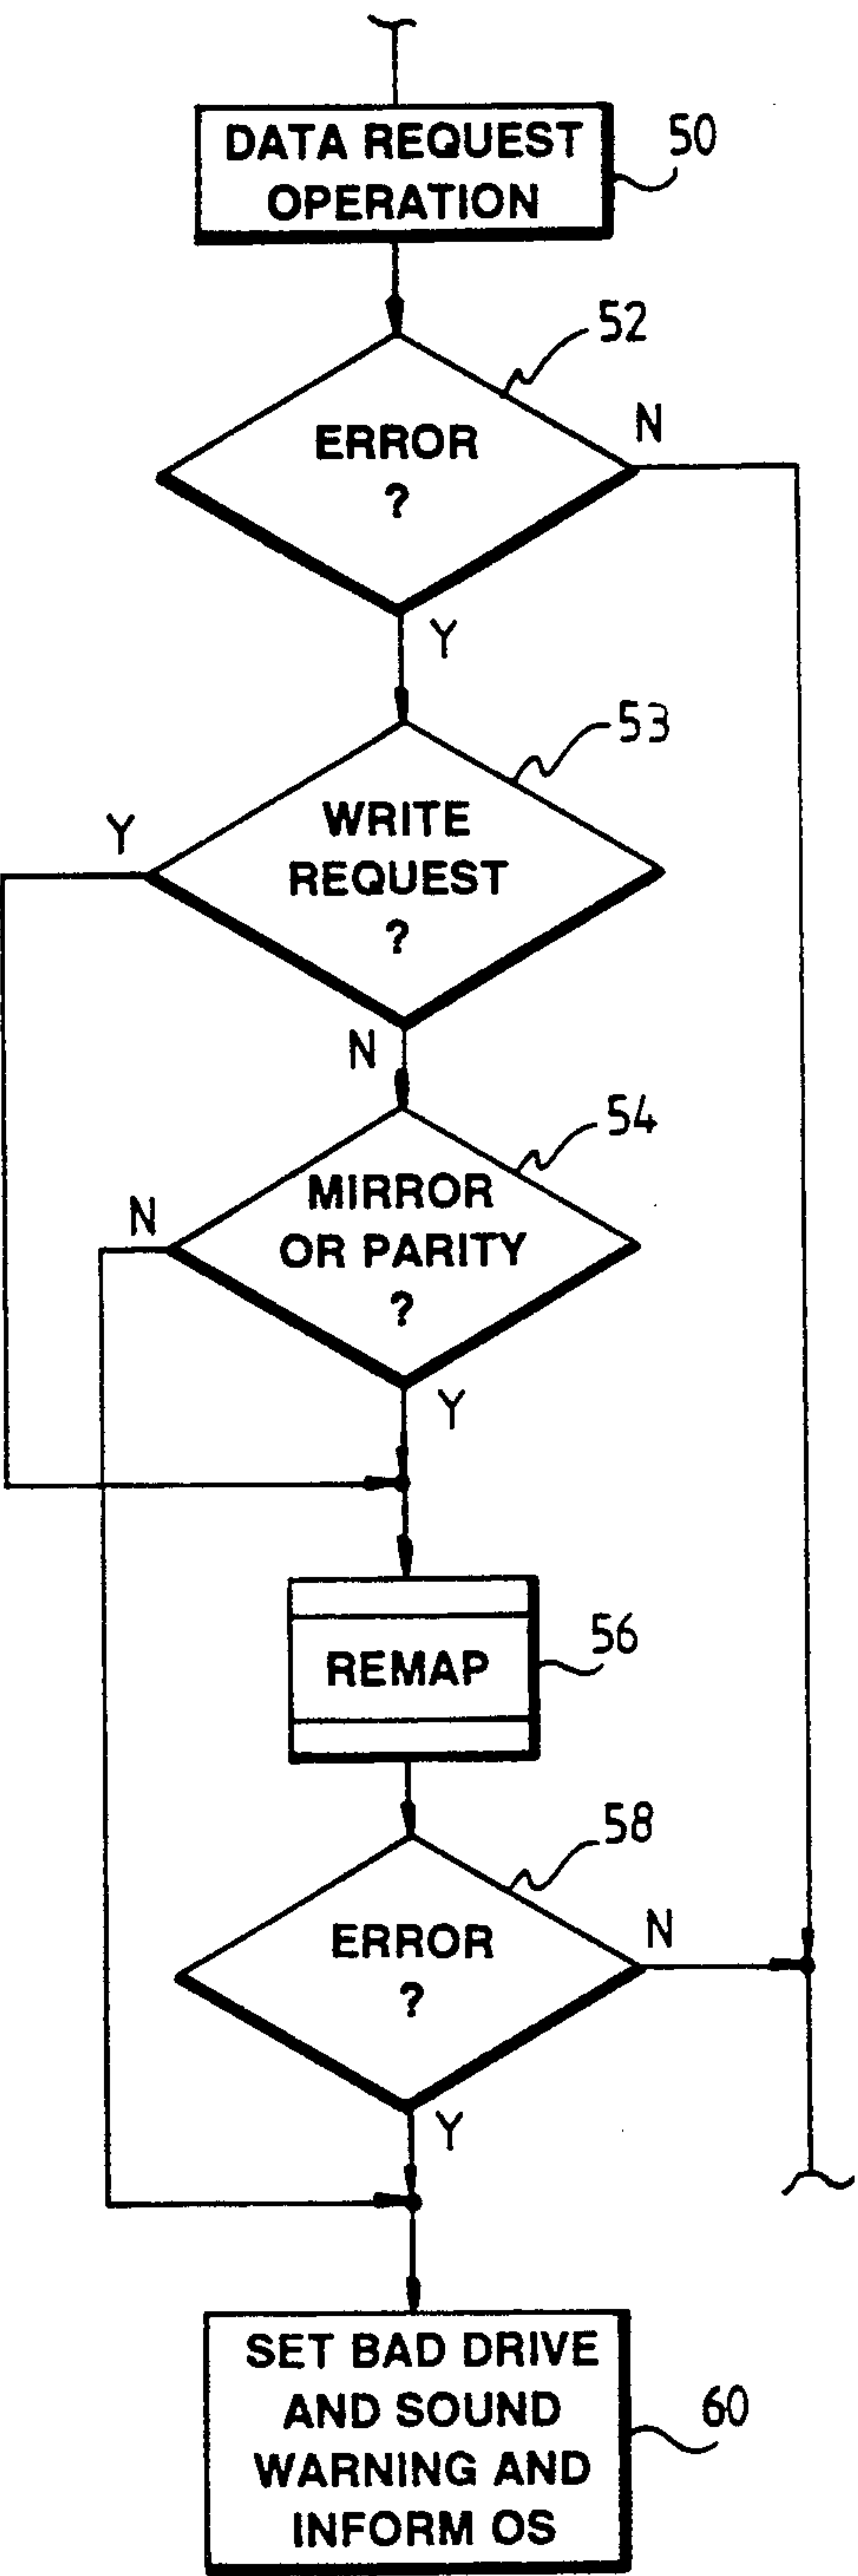 DATA REQUEST
OPERATION
50
52
ERROR
?
N
Y
53
WRITE
REQUEST
?
Y
N
54
MIRROR
OR PARITY
?
N
Y
REMAP
56
58
ERROR
?
N
Y
SET BAD DRIVE
AND SOUND
WARNING AND
INFORM OS
60